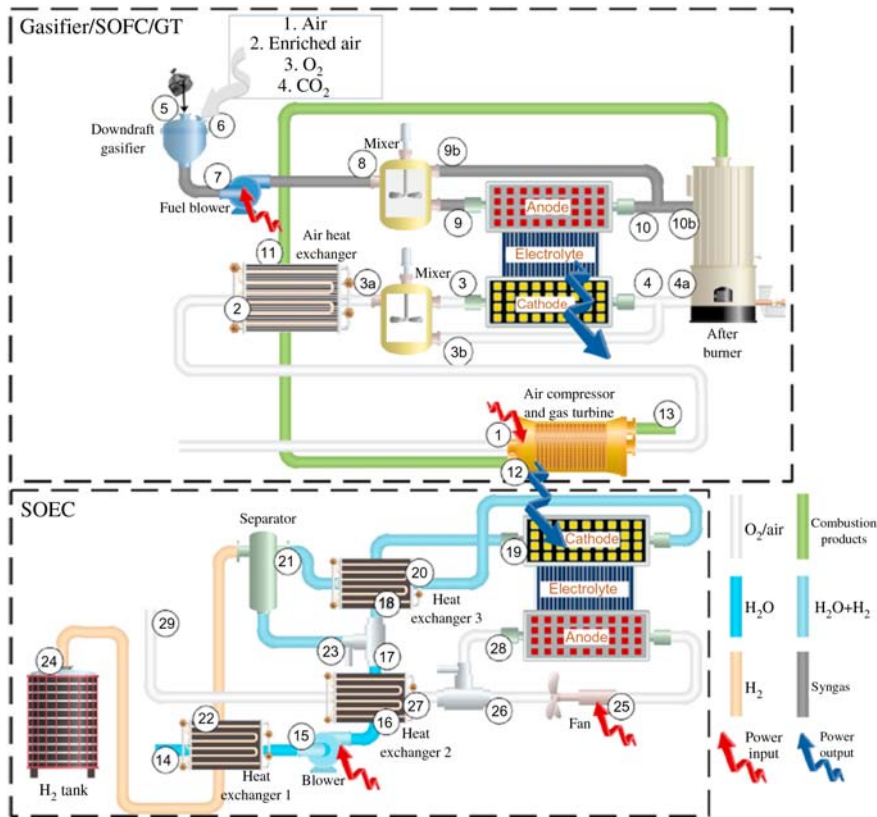 Gasifier/SOFC/GT
1. Air
2. Enriched air
3. O₂
4. CO₂
5
6
Downdraft
gasifier
7
Fuel blower
8
Mixer
9b
9
Anode
10
10b
Electrolyte
11
Air heat
exchanger
2
3a
Mixer
3
Cathode
4
4a
3b
After
burner
Air compressor
and gas turbine
1
13
12
SOEC
Separator
21
20
18
Heat
exchanger 3
19
Cathode
Electrolyte
Anode
29
23
17
28
24
27
26
25
Fan
22
16
Heat
exchanger 2
15
14
Heat
exchanger 1
Blower
H₂ tank
O₂/air
Combustion
products
H₂O
H₂O+H₂
H₂
Syngas
Power
input
Power
output